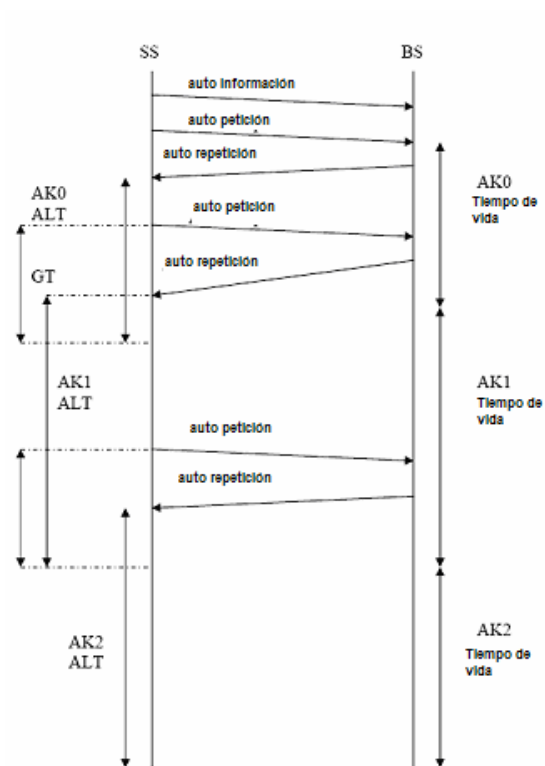 SS
BS
auto información
auto petición
auto repetición
AK0
ALT
AK0
Tiempo de
vida
auto petición
auto repetición
GT
AK1
ALT
AK1
Tiempo de
vida
auto petición
auto repetición
AK2
ALT
AK2
Tiempo de
vida